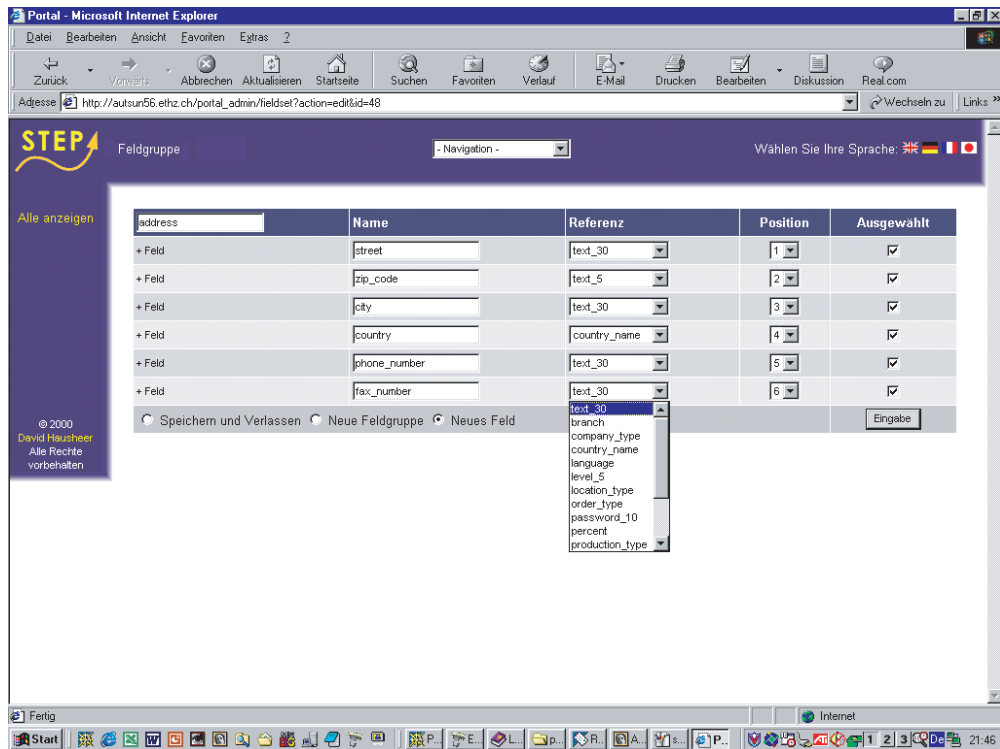 Portal - Microsoft Internet Explorer
Datei Bearbeiten Ansicht Favoriten Extras ?
Zurück Vorwärts Abbrechen Aktualisieren Startseite Suchen Favoriten Verlauf E-Mail Drucken Bearbeiten Diskussion Real.com
Adresse http://autsun56.ethz.ch/portal_admin/fieldset?action=edit&id=48 Wechseln zu Links »
STEP Feldgruppe - Navigation - Wählen Sie Ihre Sprache:
Alle anzeigen
address Name Referenz Position Ausgewählt
+ Feld street text_30 1
+ Feld zip_code text_5 2
+ Feld city text_30 3
+ Feld country country_name 4
+ Feld phone_number text_30 5
+ Feld fax_number text_30 6
Speichern und Verlassen Neue Feldgruppe Neues Feld Eingabe
text_30
branch
company_type
country_name
language
level_5
location_type
order_type
password_10
percent
production_type
© 2000
David Hausheer
Alle Rechte
vorbehalten
Fertig Internet
Start P... E... L... p... R... A... s... P... 1 2 3 De 21:46